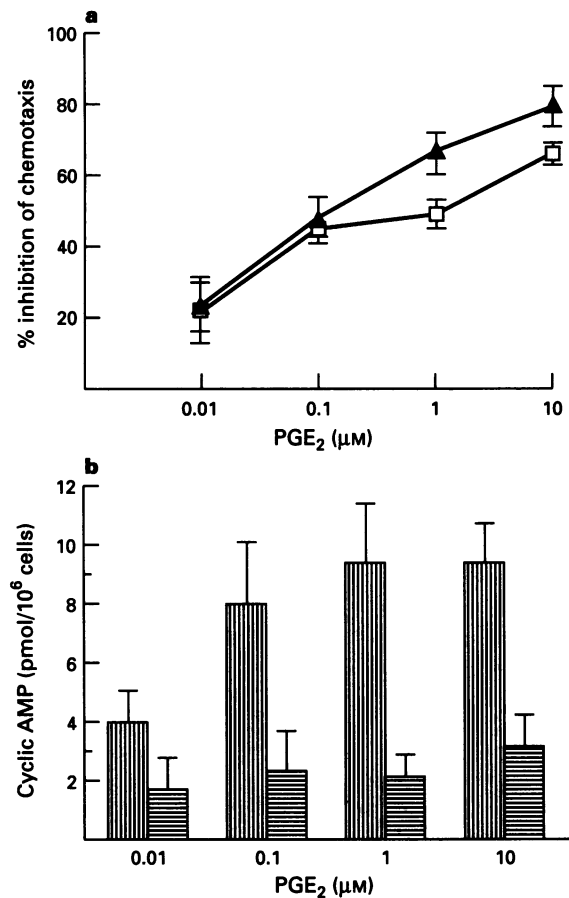 a
% inhibition of chemotaxis
100
80
60
40
20
0.01 0.1 1 10
PGE₂ (μM)
b
Cyclic AMP (pmol/10⁶ cells)
12
10
8
6
4
2
0.01 0.1 1 10
PGE₂ (μM)